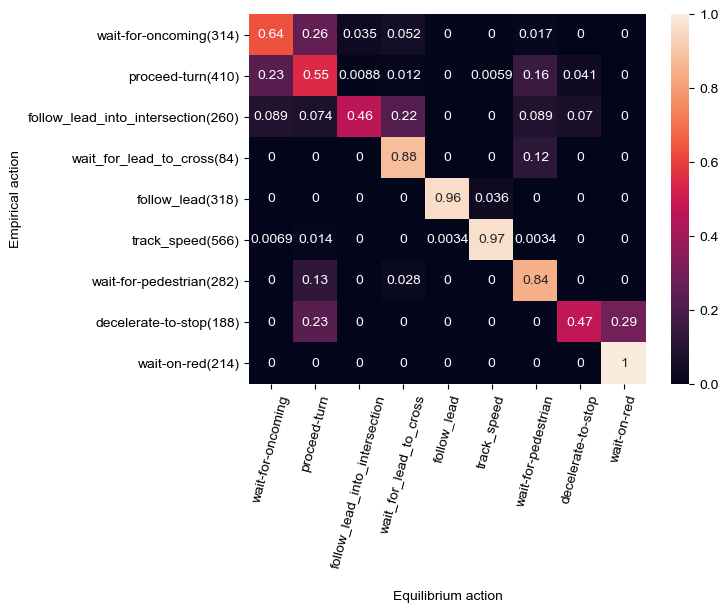 wait-for-oncoming(314) 0.64 0.26 0.035 0.052 0 0 0.017 0 0
proceed-turn(410) 0.23 0.55 0.0088 0.012 0 0.0059 0.16 0.041 0
follow_lead_into_intersection(260) 0.089 0.074 0.46 0.22 0 0 0.089 0.07 0
wait_for_lead_to_cross(84) 0 0 0 0.88 0 0 0.12 0 0
follow_lead(318) 0 0 0 0 0.96 0.036 0 0 0
track_speed(566) 0.0069 0.014 0 0 0.0034 0.97 0.0034 0 0
wait-for-pedestrian(282) 0 0.13 0 0.028 0 0 0.84 0 0
decelerate-to-stop(188) 0 0.23 0 0 0 0 0 0.47 0.29
wait-on-red(214) 0 0 0 0 0 0 0 0 1
Empirical action
wait-for-oncoming
proceed-turn
follow_lead_into_intersection
wait_for_lead_to_cross
follow_lead
track_speed
wait-for-pedestrian
decelerate-to-stop
wait-on-red
Equilibrium action
1.0
0.8
0.6
0.4
0.2
0.0